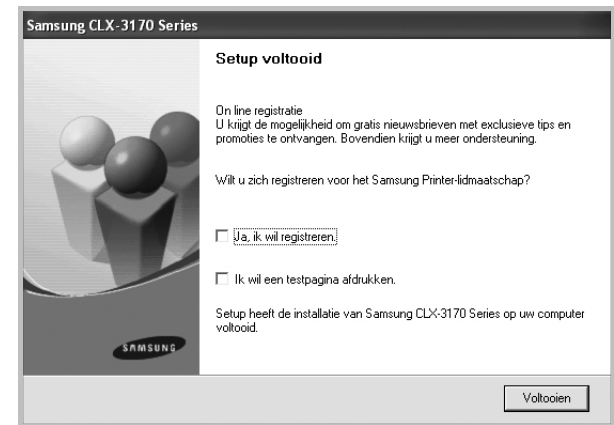 Samsung CLX-3170 Series
Setup voltooid
On line registratie
U krijgt de mogelijkheid om gratis nieuwsbrieven met exclusieve tips en
promoties te ontvangen. Bovendien krijgt u meer ondersteuning.
Wilt u zich registreren voor het Samsung Printer-lidmaatschap?
Ja, ik wil registreren.
Ik wil een testpagina afdrukken.
Setup heeft de installatie van Samsung CLX-3170 Series op uw computer
voltooid.
SAMSUNG
Voltooien